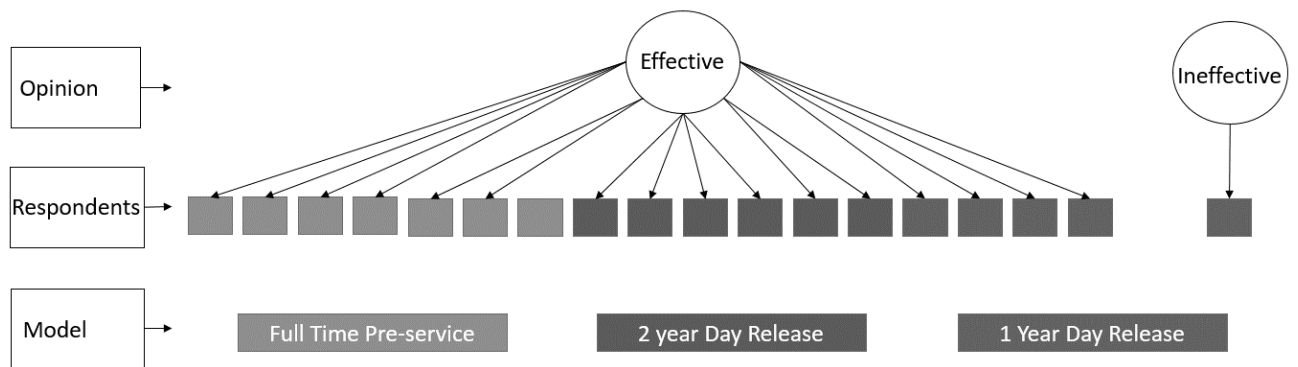 Opinion
Effective
Ineffective
Respondents
Model
Full Time Pre-service
2 year Day Release
1 Year Day Release